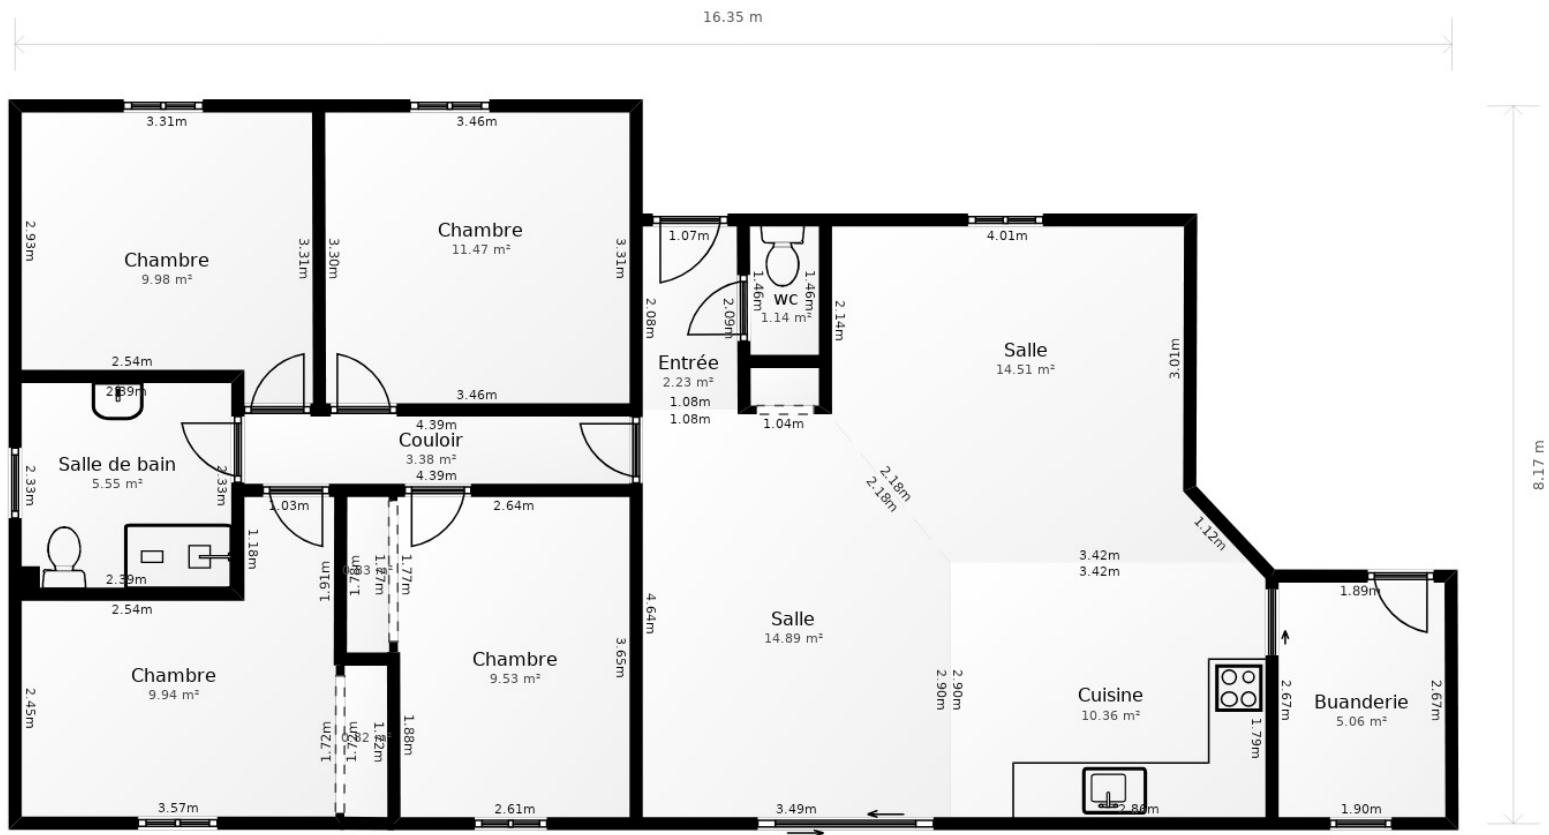 16.35 m
3.31m
3.46m
1.07m
4.01m
2.93m
Chambre
9.98 m²
3.31m
3.30m
Chambre
11.47 m²
3.31m
2.08m
2.09m
1.46m
1.46m
WC
1.14 m²
2.14m
Salle
14.51 m²
3.01m
Entrée
2.23 m²
1.08m
1.08m
1.04m
2.54m
2.39m
3.46m
4.39m
Couloir
3.38 m²
4.39m
8.17 m
Salle de bain
5.55 m²
2.33m
2.33m
2.18m
2.18m
1.03m
2.64m
1.12m
1.18m
3.42m
3.42m
2.39m
2.54m
1.91m
1.78m
1.77m
1.77m
1.89m
4.64m
Salle
14.89 m²
3.65m
Chambre
9.53 m²
Chambre
9.94 m²
2.45m
2.90m
2.90m
Cuisine
10.36 m²
Buanderie
5.06 m²
2.67m
2.67m
1.79m
1.72m
1.72m
1.88m
3.57m
2.61m
3.49m
2.86m
1.90m